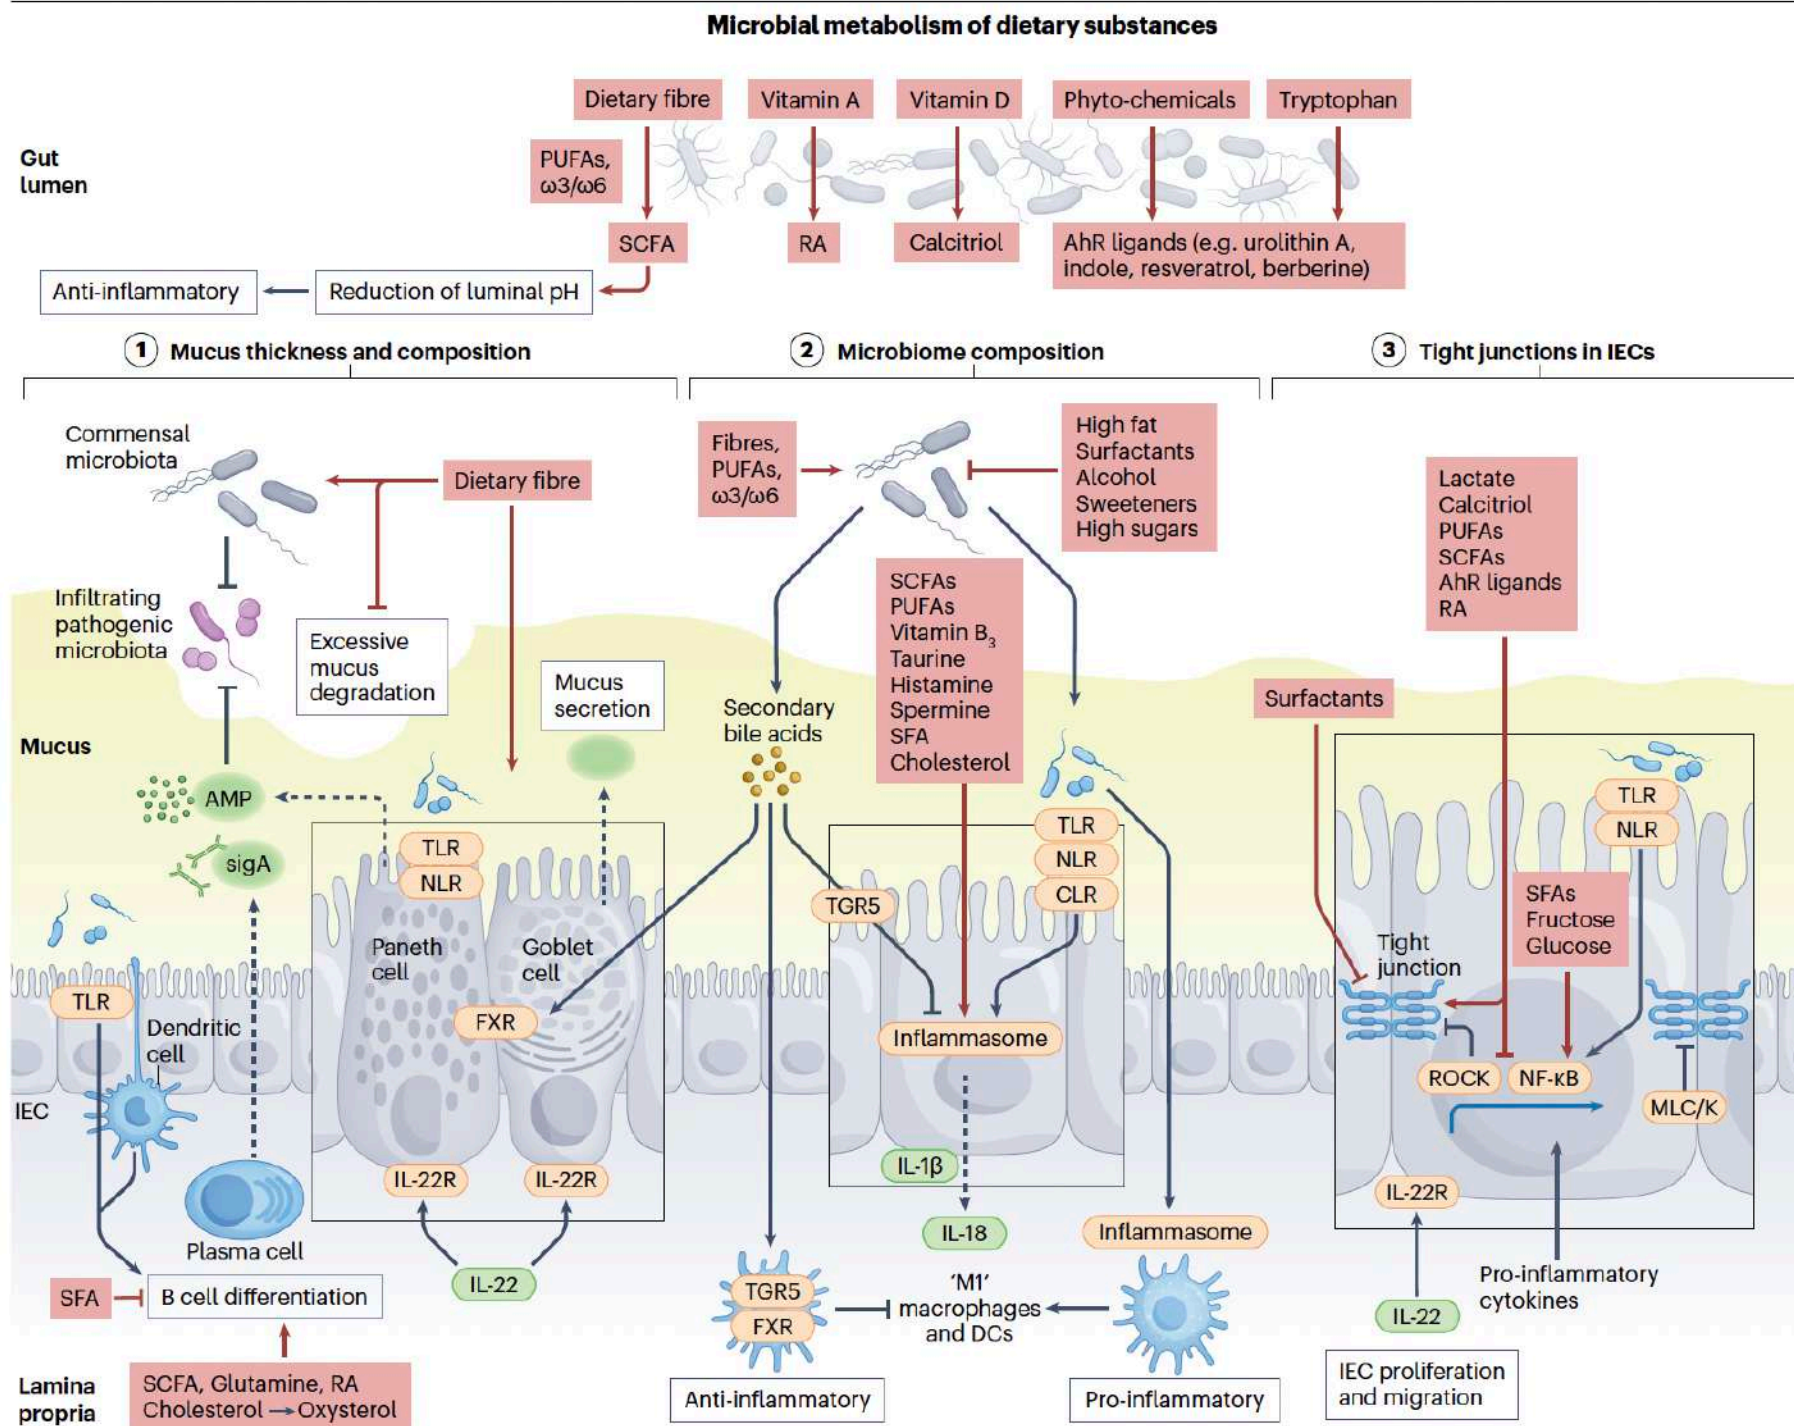 Microbial metabolism of dietary substances
Dietary fibre
Vitamin A
Vitamin D
Phyto-chemicals
Tryptophan
Gut
lumen
PUFAs,
ω3/ω6
SCFA
RA
Calcitriol
AhR ligands (e.g. urolithin A,
indole, resveratrol, berberine)
Anti-inflammatory
Reduction of luminal pH
1 Mucus thickness and composition
2 Microbiome composition
3 Tight junctions in IECs
Commensal
microbiota
Dietary fibre
Infiltrating
pathogenic
microbiota
Excessive
mucus
degradation
Mucus
secretion
Mucus
AMP
sigA
TLR
NLR
Paneth
cell
Goblet
cell
FXR
TLR
Dendritic
cell
IEC
Plasma cell
IL-22R
IL-22R
IL-22
SFA
B cell differentiation
Lamina
propria
SCFA, Glutamine, RA
Cholesterol → Oxysterol
Fibres,
PUFAs,
ω3/ω6
High fat
Surfactants
Alcohol
Sweeteners
High sugars
SCFAs
PUFAs
Vitamin B3
Taurine
Histamine
Spermine
SFA
Cholesterol
Secondary
bile acids
TLR
NLR
CLR
TGR5
Inflammasome
IL-1β
IL-18
Inflammasome
TGR5
FXR
'M1'
macrophages
and DCs
Anti-inflammatory
Pro-inflammatory
Lactate
Calcitriol
PUFAs
SCFAs
AhR ligands
RA
Surfactants
TLR
NLR
SFAs
Fructose
Glucose
Tight
junction
ROCK
NF-κB
MLC/K
IL-22R
IL-22
Pro-inflammatory
cytokines
IEC proliferation
and migration